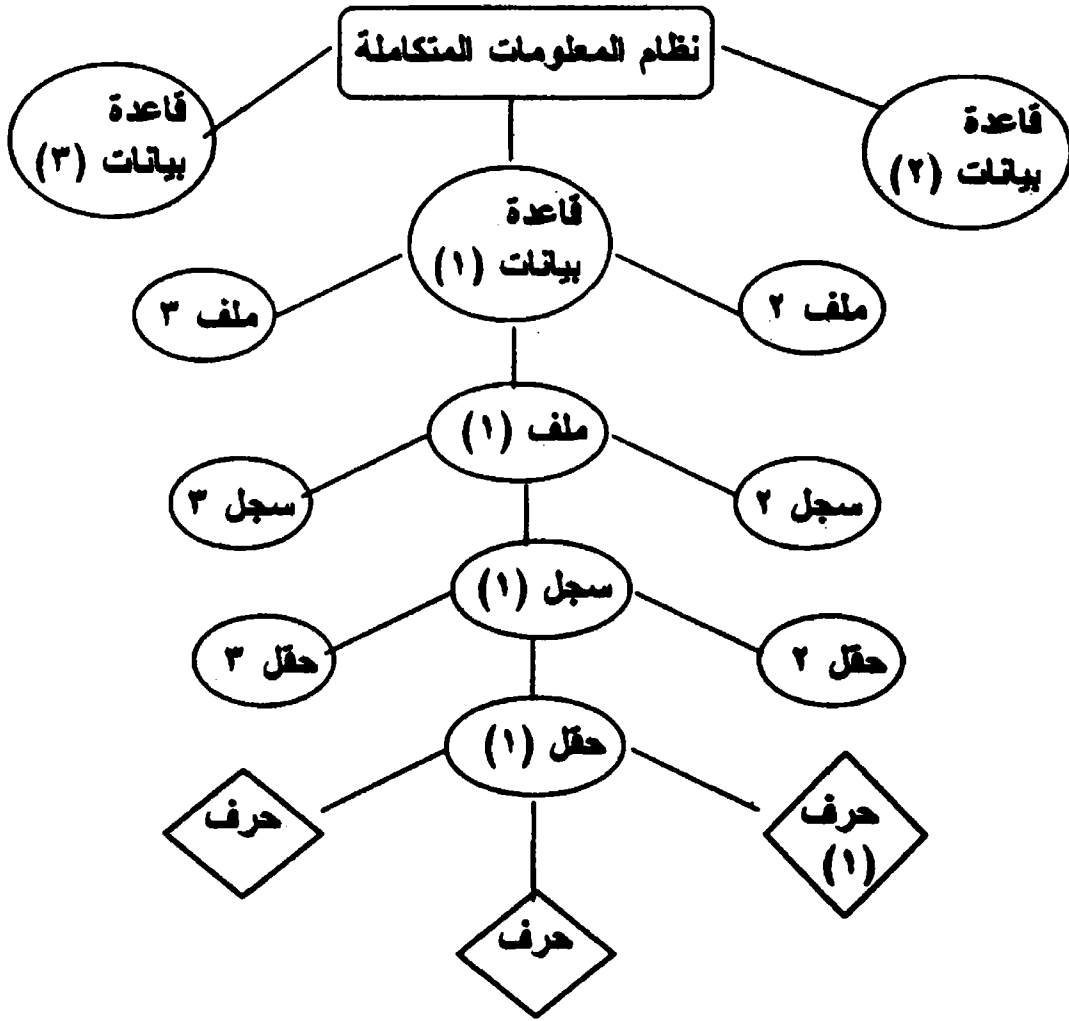 نظام المعلومات المتكاملة
قاعدة
بيانات (٢)
قاعدة
بيانات (٣)
قاعدة
بيانات (١)
ملف ٢
ملف ٣
ملف (١)
سجل ٢
سجل ٣
سجل (١)
حقل ٢
حقل ٣
حقل (١)
حرف
(١)
حرف
حرف